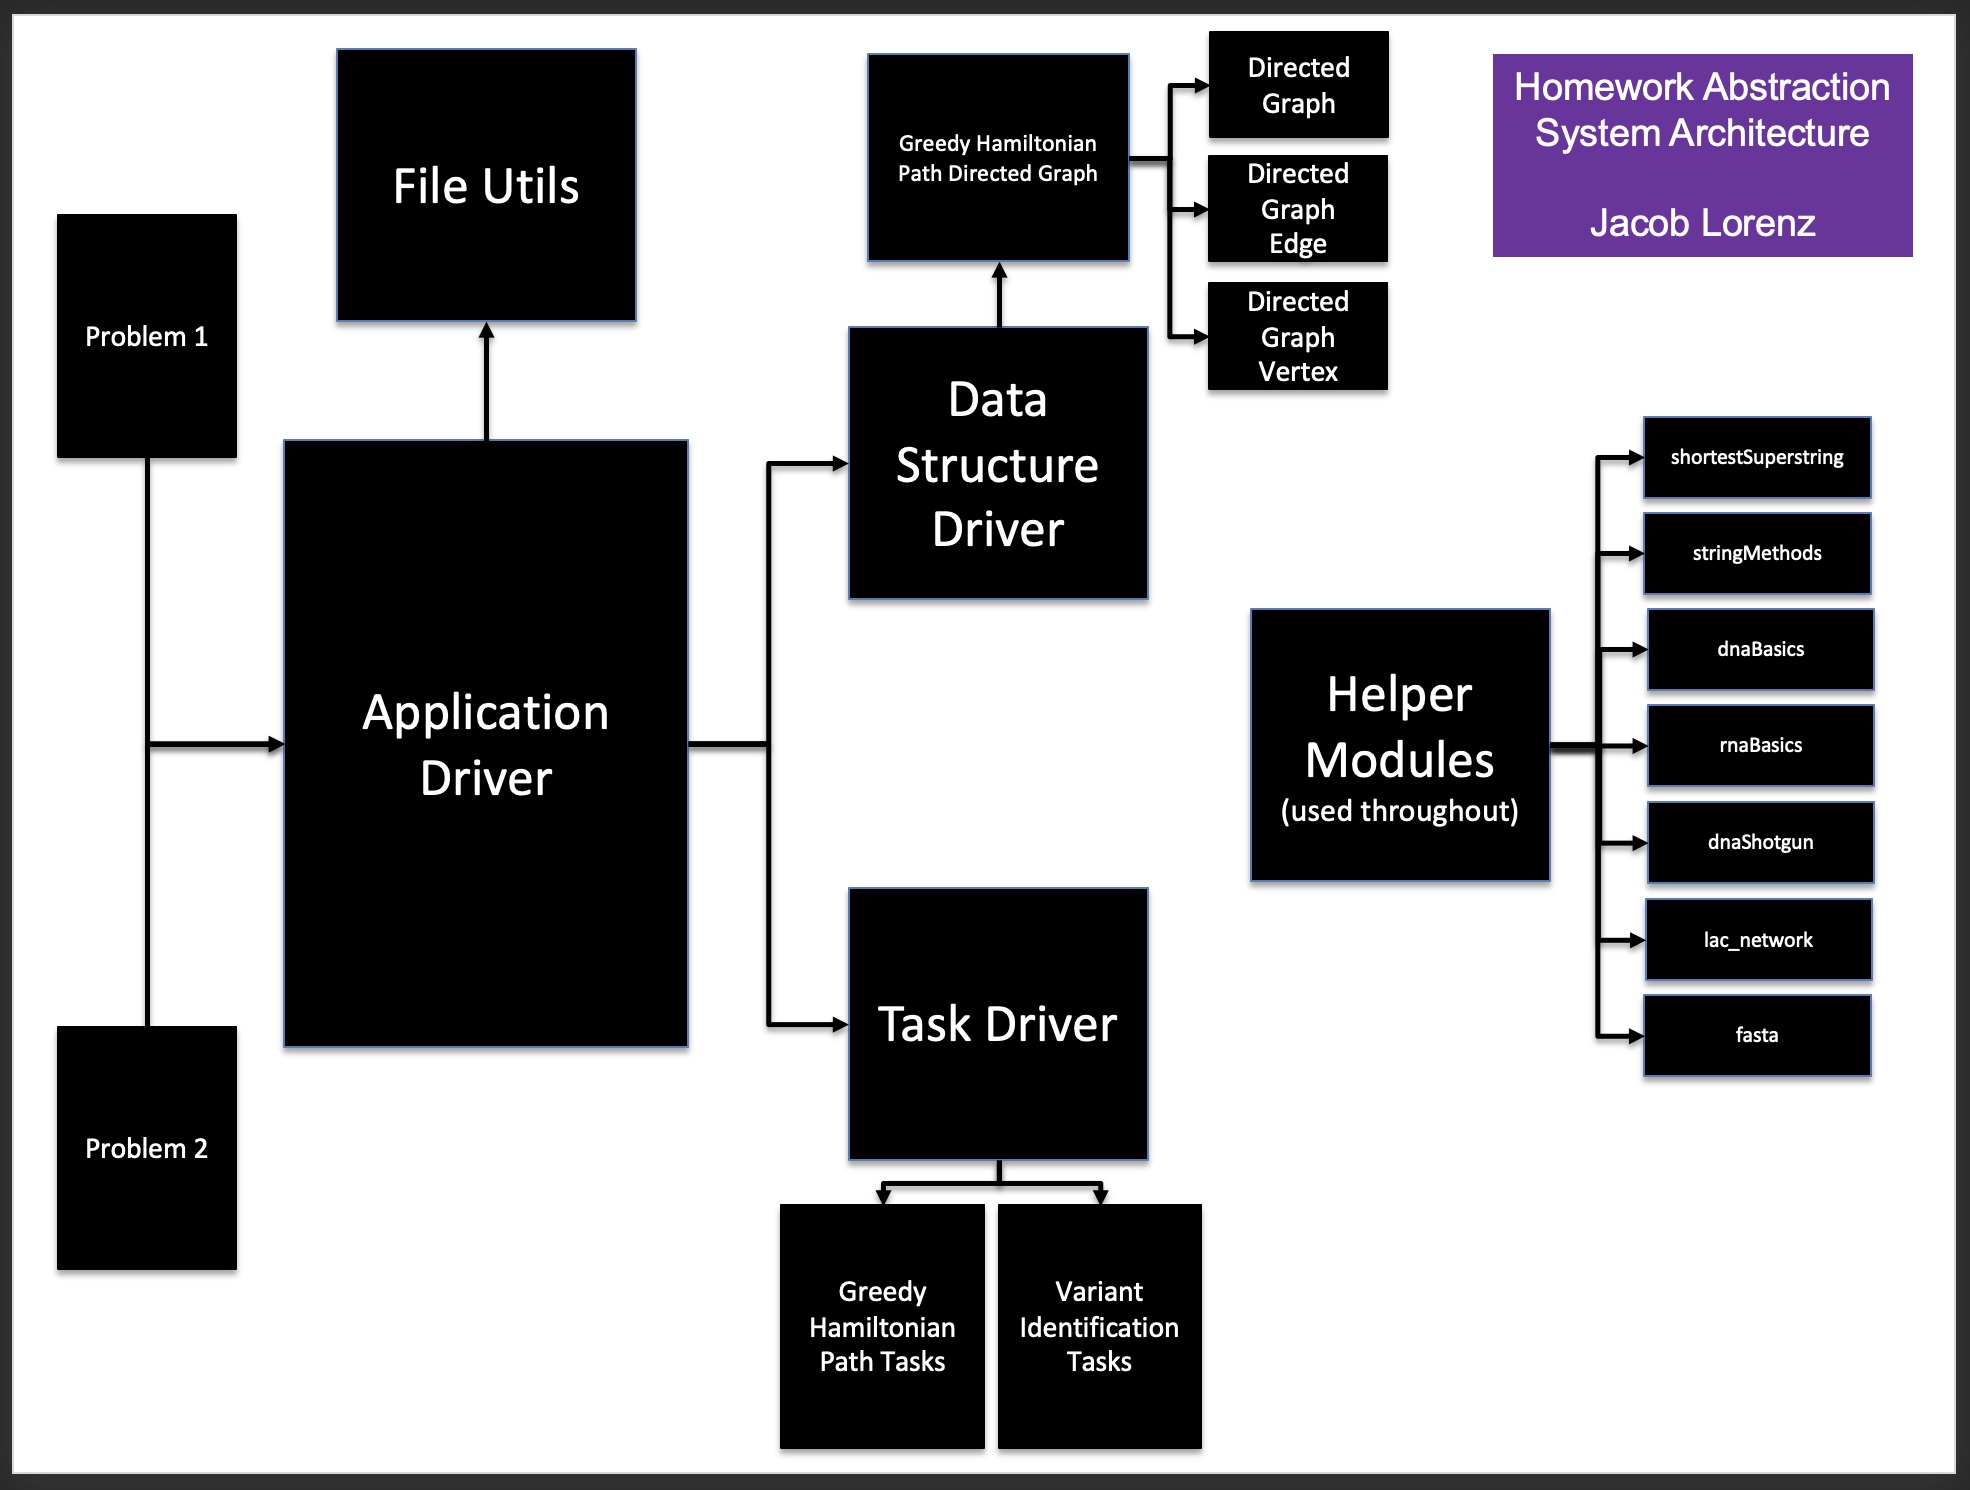 Homework Abstraction
System Architecture
Jacob Lorenz
Problem 1
Problem 2
File Utils
Application
Driver
Data
Structure
Driver
Greedy Hamiltonian
Path Directed Graph
Directed
Graph
Directed
Graph
Edge
Directed
Graph
Vertex
Task Driver
Greedy
Hamiltonian
Path Tasks
Variant
Identification
Tasks
Helper
Modules
(used throughout)
shortestSuperstring
stringMethods
dnaBasics
rnaBasics
dnaShotgun
lac_network
fasta